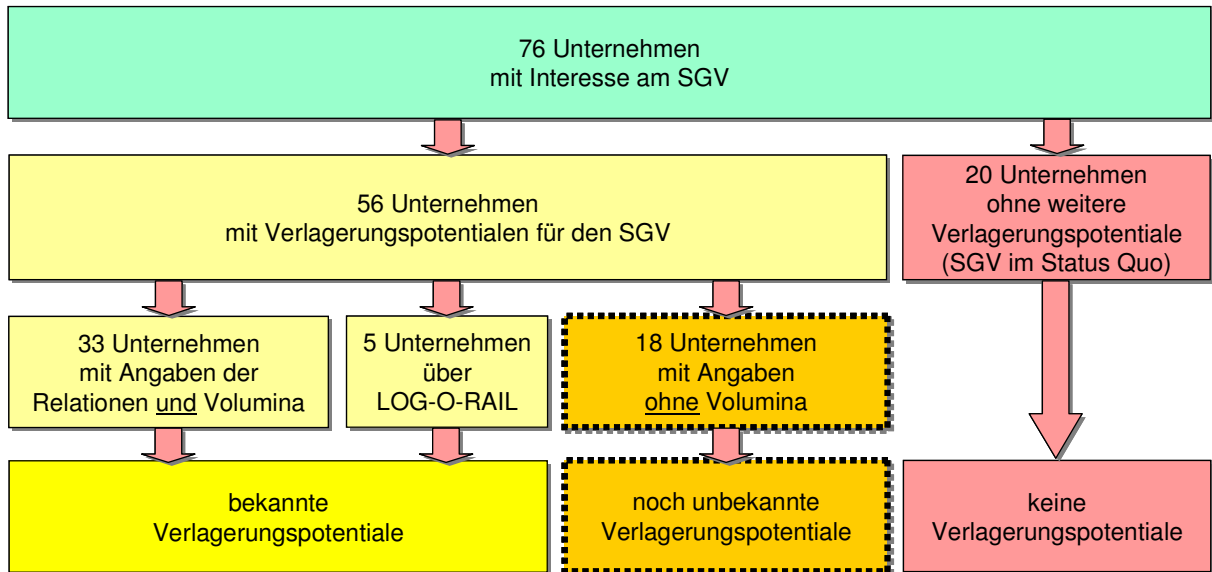 76 Unternehmen
mit Interesse am SGV
56 Unternehmen
mit Verlagerungspotentialen für den SGV
20 Unternehmen
ohne weitere
Verlagerungspotentiale
(SGV im Status Quo)
33 Unternehmen
mit Angaben der
Relationen und Volumina
5 Unternehmen
über
LOG-O-RAIL
18 Unternehmen
mit Angaben
ohne Volumina
bekannte
Verlagerungspotentiale
noch unbekannte
Verlagerungspotentiale
keine
Verlagerungspotentiale